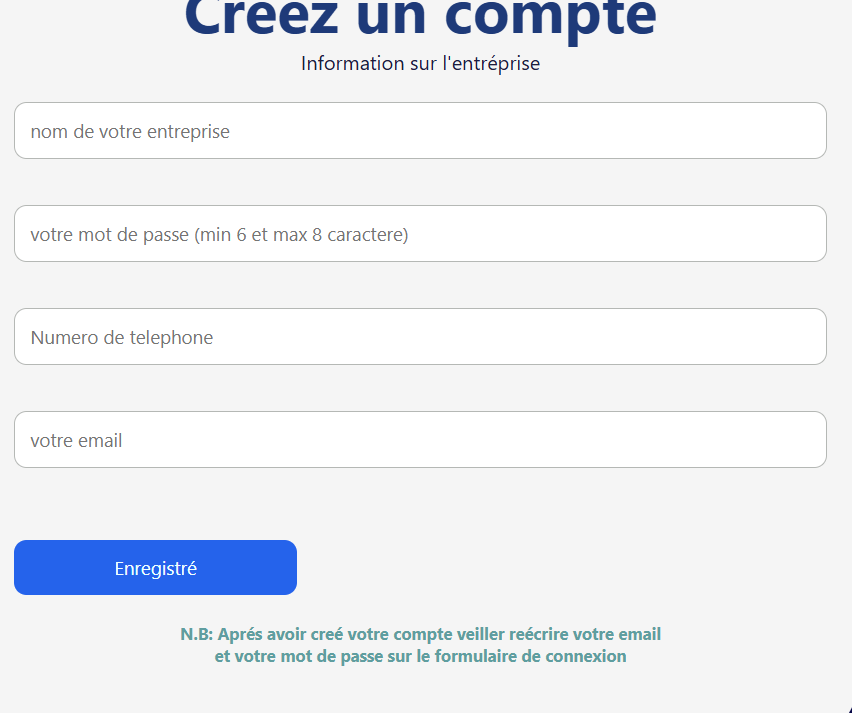 Creez un compte
Information sur l'entréprise
nom de votre entreprise
votre mot de passe (min 6 et max 8 caractere)
Numero de telephone
votre email
Enregistré
N.B: Aprés avoir creé votre compte veiller reécrire votre email
et votre mot de passe sur le formulaire de connexion